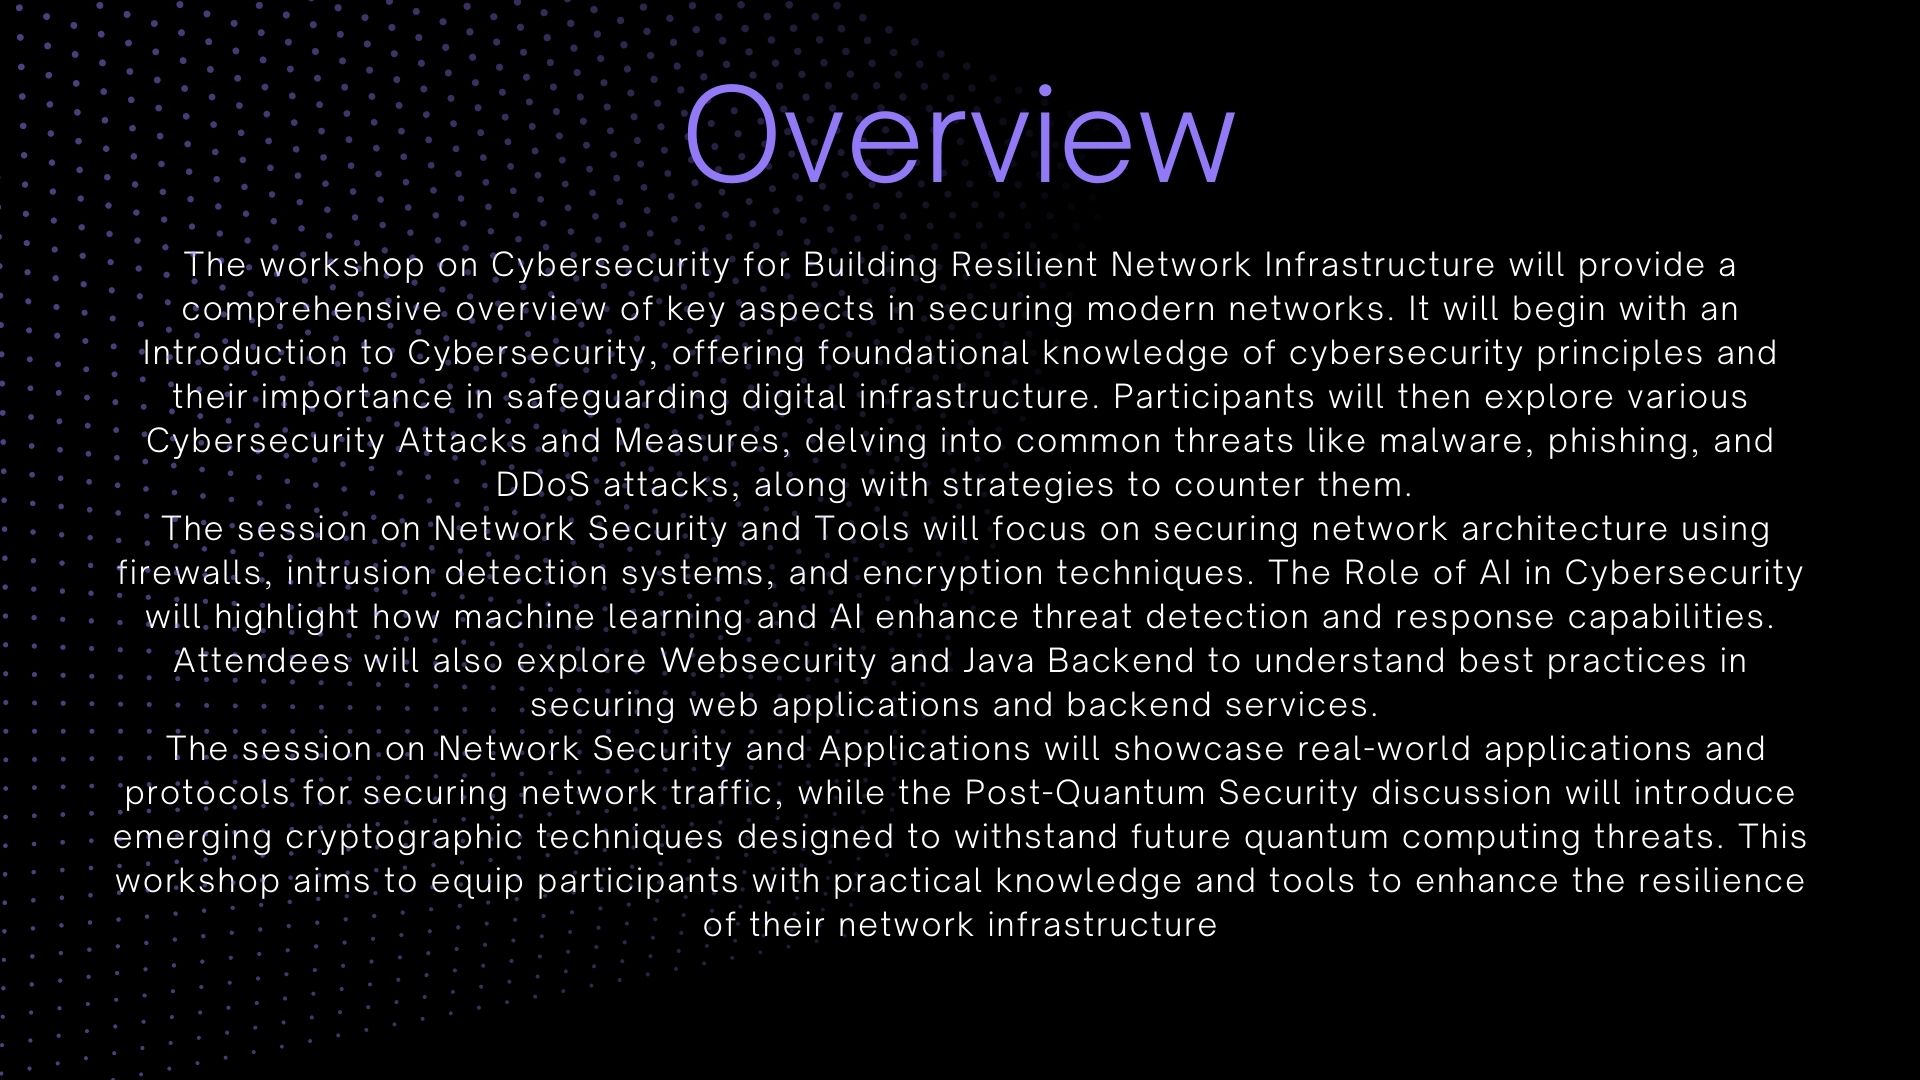 Overview
The workshop on Cybersecurity for Building Resilient Network Infrastructure will provide a
comprehensive overview of key aspects in securing modern networks. It will begin with an
Introduction to Cybersecurity, offering foundational knowledge of cybersecurity principles and
their importance in safeguarding digital infrastructure. Participants will then explore various
Cybersecurity Attacks and Measures, delving into common threats like malware, phishing, and
DDoS attacks, along with strategies to counter them.
The session on Network Security and Tools will focus on securing network architecture using
firewalls, intrusion detection systems, and encryption techniques. The Role of AI in Cybersecurity
will highlight how machine learning and AI enhance threat detection and response capabilities.
Attendees will also explore Websecurity and Java Backend to understand best practices in
securing web applications and backend services.
The session on Network Security and Applications will showcase real-world applications and
protocols for securing network traffic, while the Post-Quantum Security discussion will introduce
emerging cryptographic techniques designed to withstand future quantum computing threats. This
workshop aims to equip participants with practical knowledge and tools to enhance the resilience
of their network infrastructure